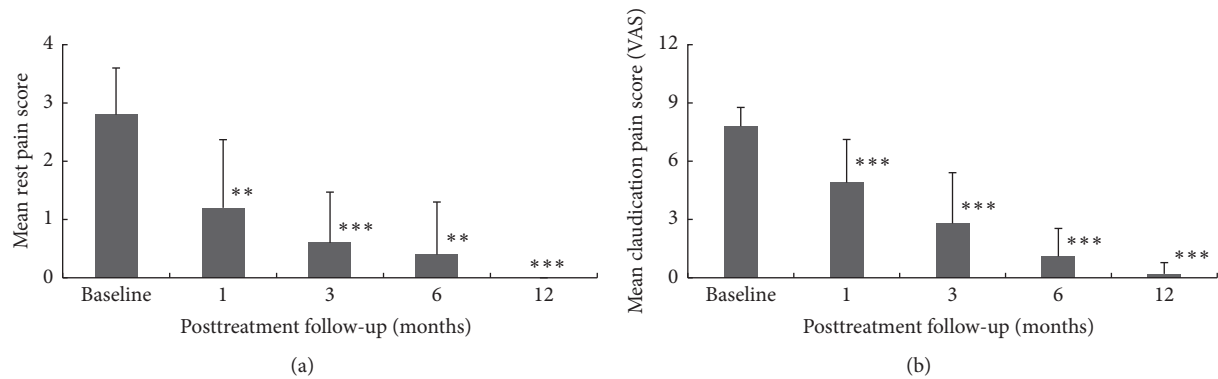 Mean rest pain score
4
3
2
1
0
**
***
**
***
Baseline 1 3 6 12
Posttreatment follow-up (months)
(a)
Mean claudication pain score (VAS)
12
9
6
3
0
***
***
***
***
Baseline 1 3 6 12
Posttreatment follow-up (months)
(b)